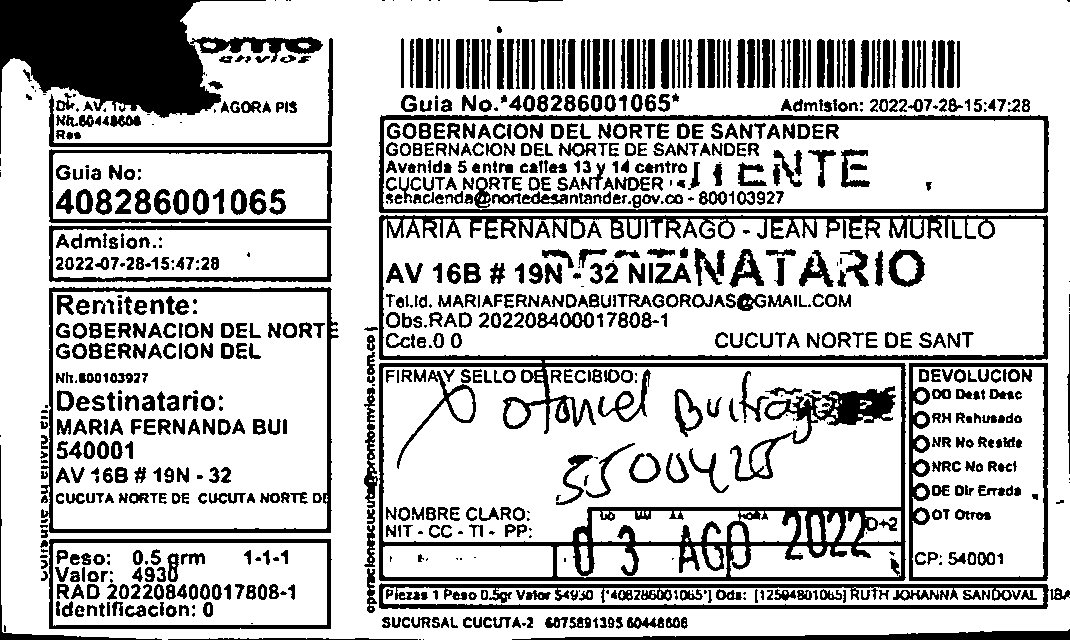 envios
AGORA PIS
Nit.60448606
Res
Guia No:
408286001065
Admision.:
2022-07-28-15:47:28
Remitente:
GOBERNACION DEL NORTE
GOBERNACION DEL
Nit.800103927
Destinatario:
MARIA FERNANDA BUI
540001
AV 16B # 19N - 32
CUCUTA NORTE DE CUCUTA NORTE DE
Peso: 0.5 grm 1-1-1
Valor: 4930
RAD 202208400017808-1
Identificacion: 0
Guia No.*408286001065*
Admision: 2022-07-28-15:47:28
GOBERNACION DEL NORTE DE SANTANDER
GOBERNACION DEL NORTE DE SANTANDER
Avenida 5 entre calles 13 y 14 centro
CUCUTA NORTE DE SANTANDER
sehacienda@nortedesantander.gov.co - 800103927
MARIA FERNANDA BUITRAGO - JEAN PIER MURILLO
DESTINATARIO
AV 16B # 19N - 32 NIZA
Tel.Id. MARIAFERNANDABUITRAGOROJAS@GMAIL.COM
Obs.RAD 202208400017808-1
Ccte.0 0 CUCUTA NORTE DE SANT
operacionescucuta@prontoenvios.com.co
FIRMA Y SELLO DE RECIBIDO:
Otoniel Buitrago
5500425
NOMBRE CLARO:
NIT - CC - TI - PP:
DD MM AA HORA
D+2
03 AGO 2022
DEVOLUCION
DD Dest Desc
RH Rehusado
NR No Reside
NRC No Recl
DE Dir Errada
OT Otros
CP: 540001
Piezas 1 Peso 0.5gr Valor $4930 [*408286001065*] Ods: [12594801065] RUTH JOHANNA SANDOVAL
SUCURSAL CUCUTA-2 6075891395 60448606